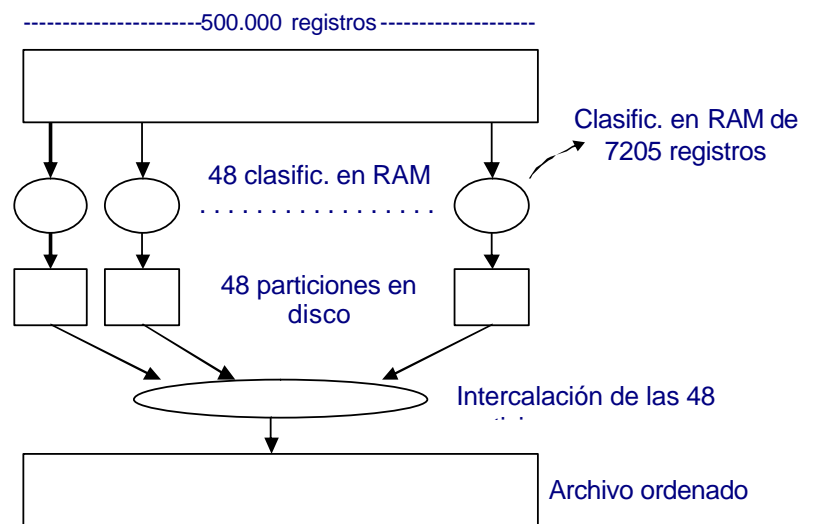 ----------------------500.000 registros-------------------
Clasific. en RAM de
7205 registros
48 clasific. en RAM
. . . . . . . . . . . . . . . . .
48 particiones en
disco
Intercalación de las 48
Archivo ordenado